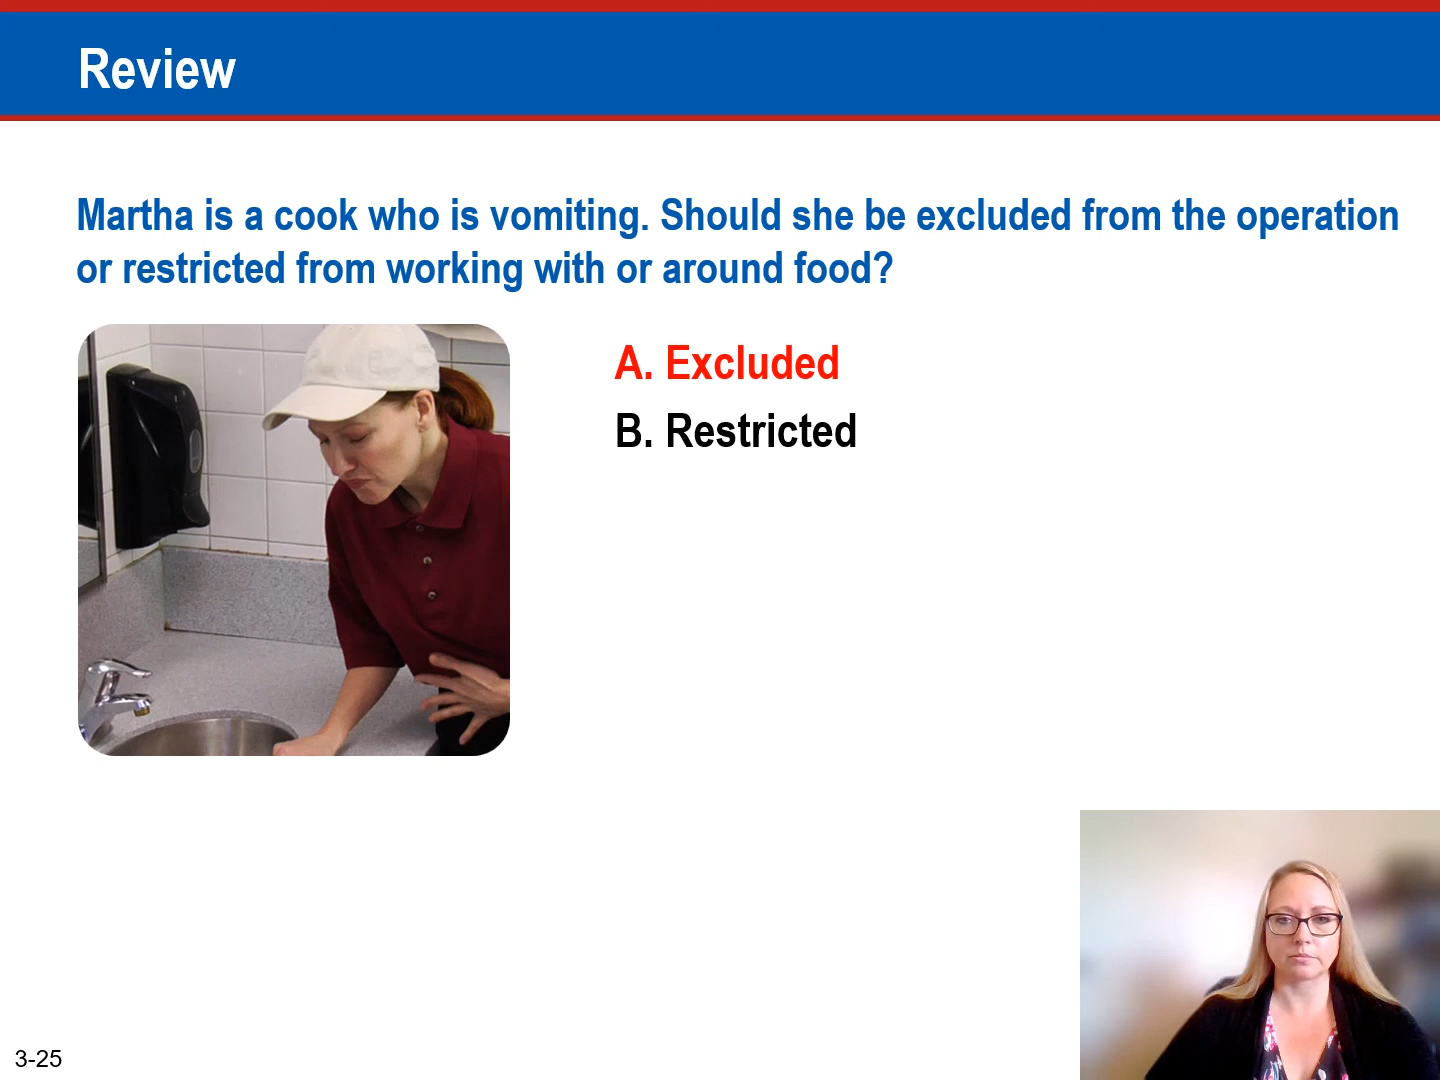 Review
Martha is a cook who is vomiting. Should she be excluded from the operation
or restricted from working with or around food?
A. Excluded
B. Restricted
3-25